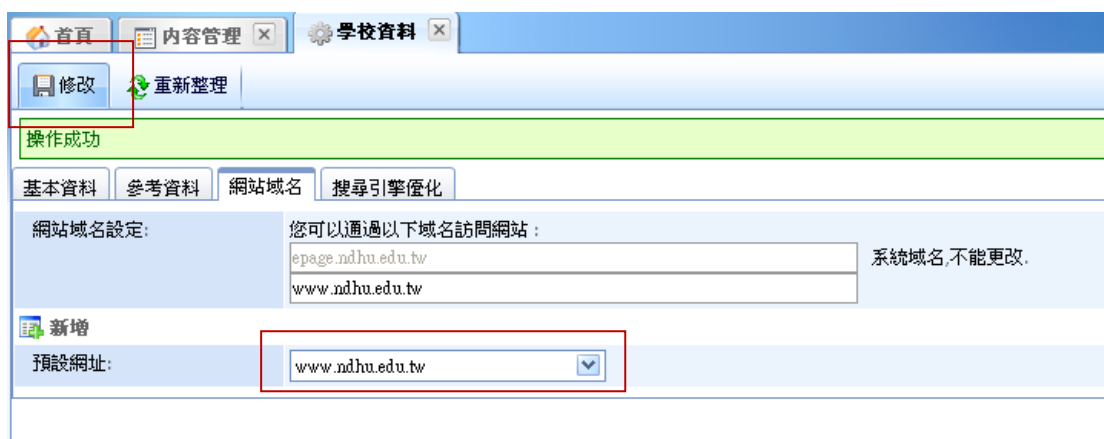 首頁 內容管理 學校資料
修改 重新整理
操作成功
基本資料 參考資料 網站域名 搜尋引擎優化
網站域名設定: 您可以通過以下域名訪問網站：
epage.ndhu.edu.tw 系統域名,不能更改.
www.ndhu.edu.tw
新增
預設網址: www.ndhu.edu.tw